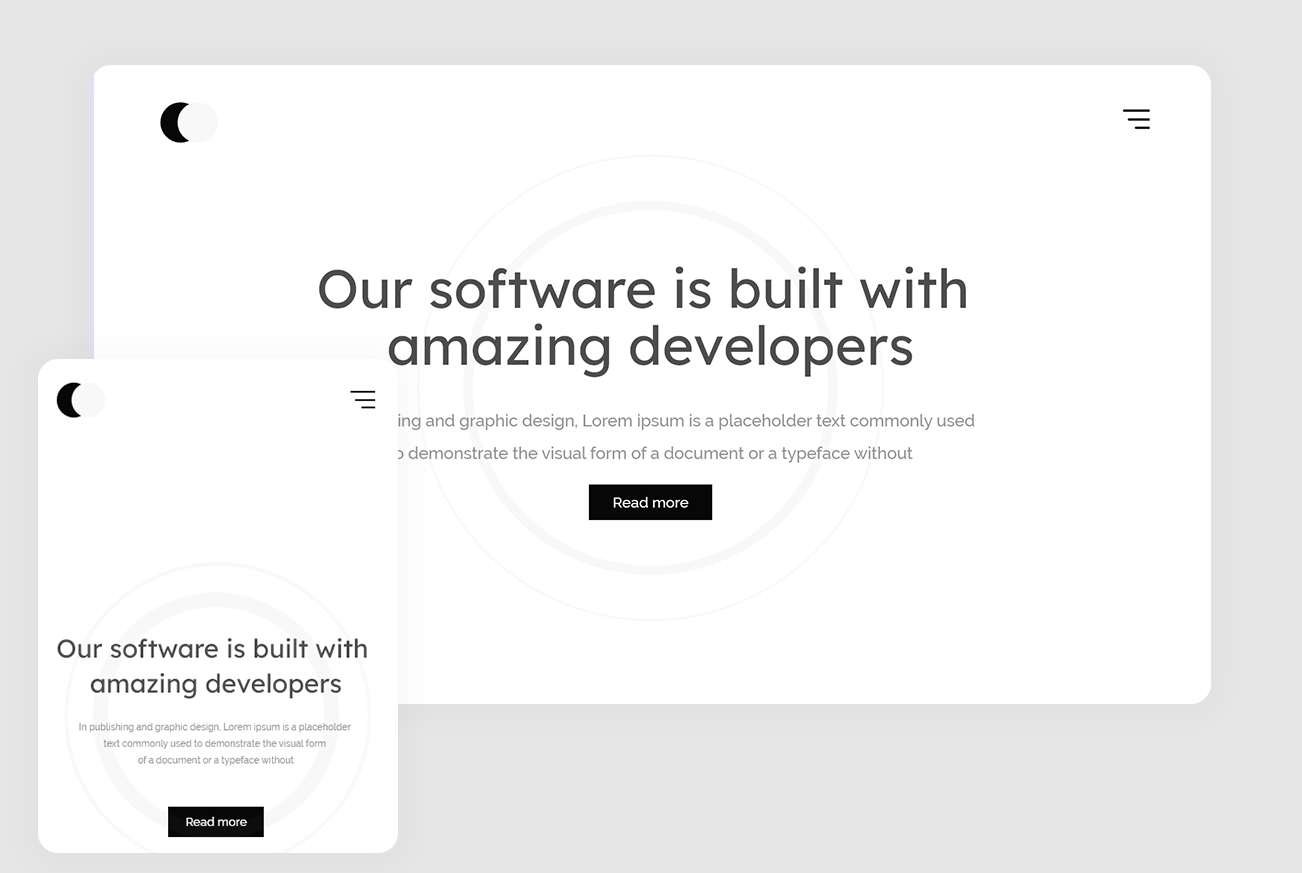 Our software is built with
amazing developers
ing and graphic design, Lorem ipsum is a placeholder text commonly used
demonstrate the visual form of a document or a typeface without
Read more
Our software is built with
amazing developers
In publishing and graphic design, Lorem ipsum is a placeholder
text commonly used to demonstrate the visual form
of a document or a typeface without
Read more